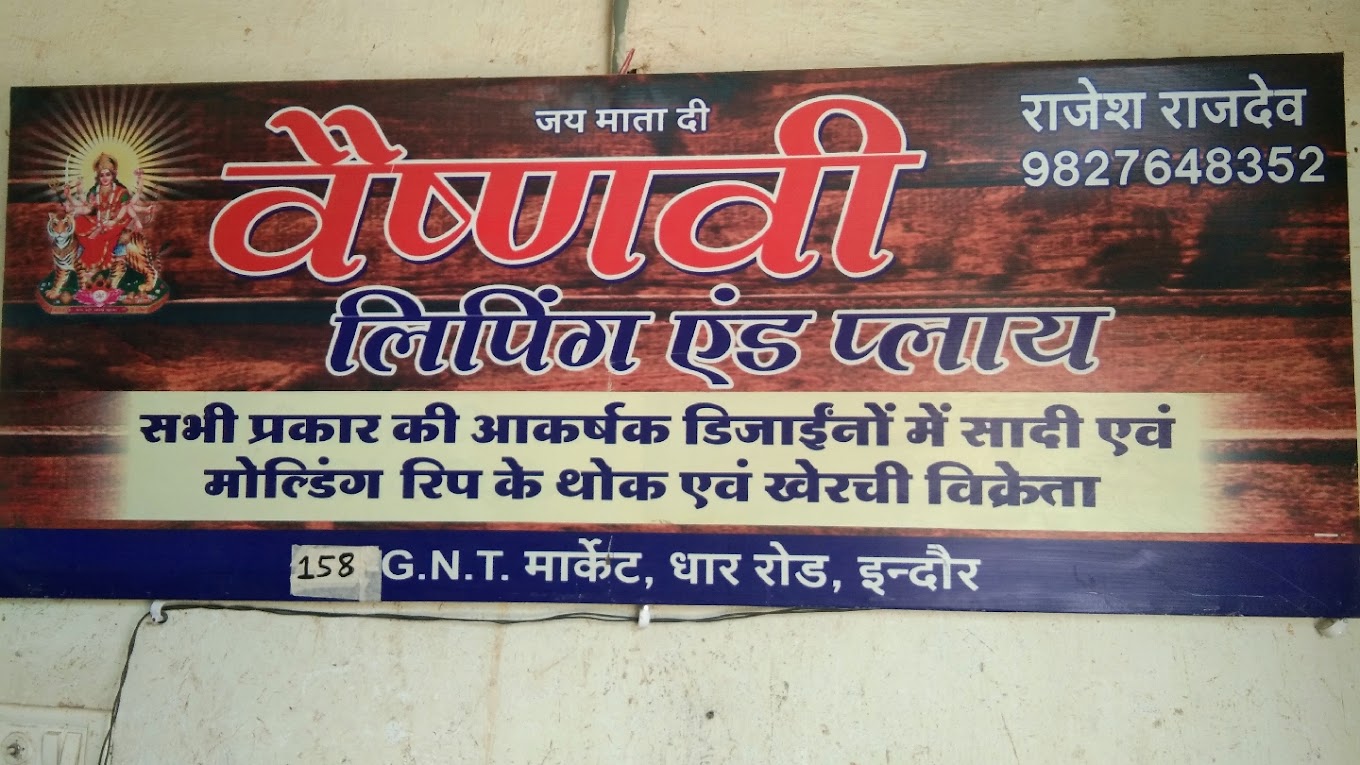 जय माता दी
राजेश राजदेव
9827648352
वैष्णवी
लिपिंग एंड प्लाय
सभी प्रकार की आकर्षक डिजाईनों में सादी एवं
मोल्डिंग रिप के थोक एवं खेरची विक्रेता
158 G.N.T. मार्केट, धार रोड, इन्दौर